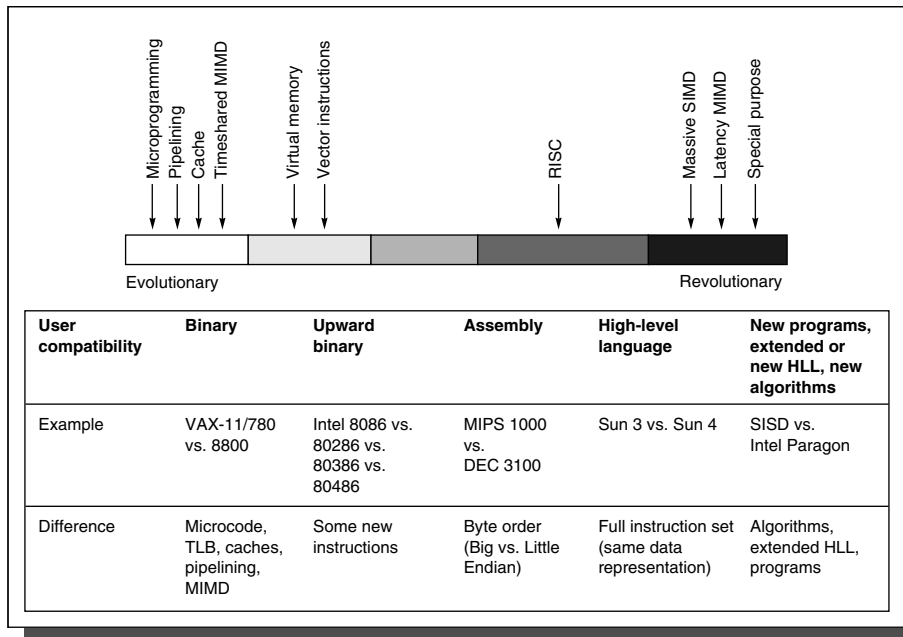 Microprogramming
Pipelining
Cache
Timeshared MIMD
Virtual memory
Vector instructions
RISC
Massive SIMD
Latency MIMD
Special purpose
Evolutionary
Revolutionary
User
compatibility
Binary
Upward
binary
Assembly
High-level
language
New programs,
extended or
new HLL, new
algorithms
Example
VAX-11/780
vs. 8800
Intel 8086 vs.
80286 vs.
80386 vs.
80486
MIPS 1000
vs.
DEC 3100
Sun 3 vs. Sun 4
SISD vs.
Intel Paragon
Difference
Microcode,
TLB, caches,
pipelining,
MIMD
Some new
instructions
Byte order
(Big vs. Little
Endian)
Full instruction set
(same data
representation)
Algorithms,
extended HLL,
programs